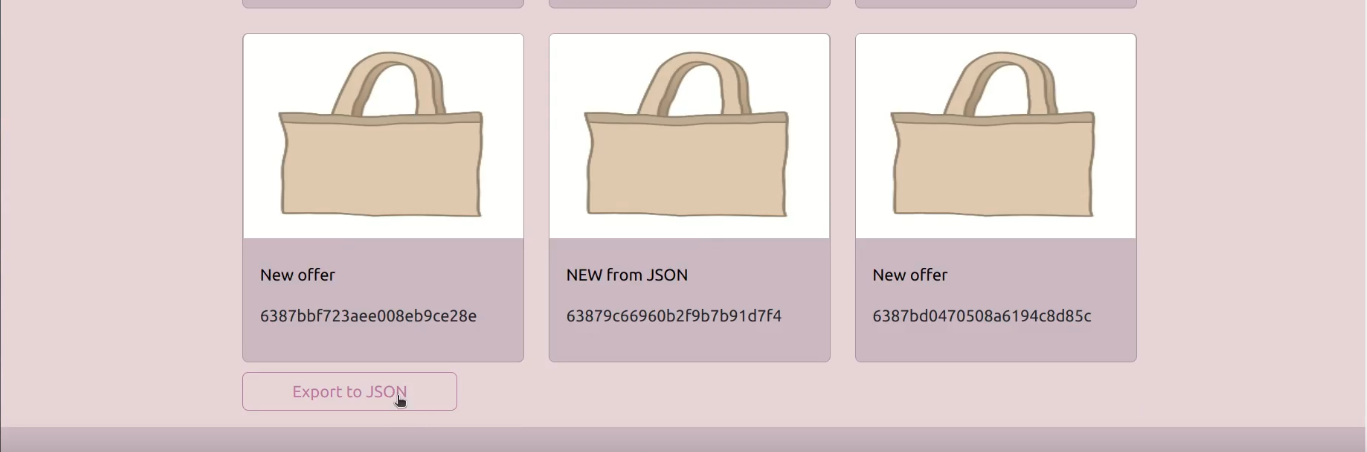 New offer
6387bbf723aee008eb9ce28e
NEW from JSON
63879c66960b2f9b7b91d7f4
New offer
6387bd0470508a6194c8d85c
Export to JSON